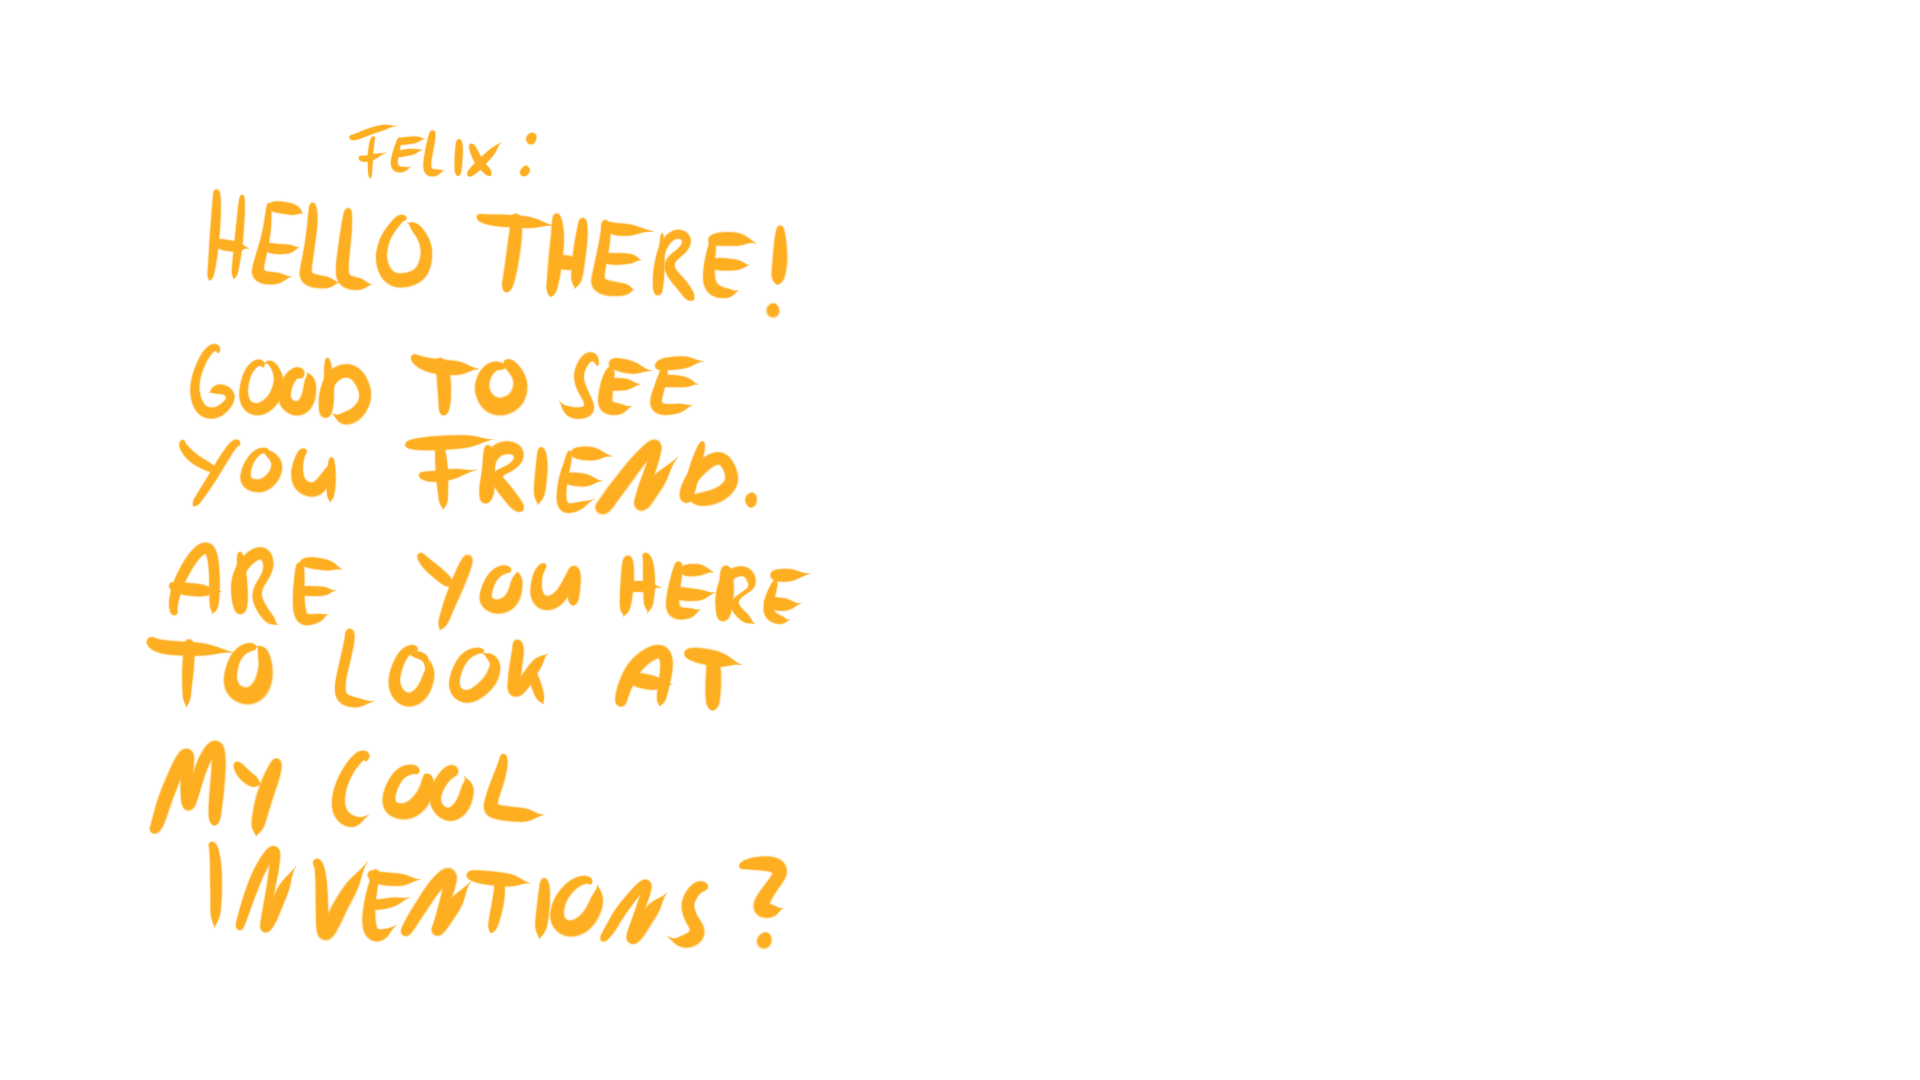 FELIX:
HELLO THERE!
GOOD TO SEE
YOU FRIEND.
ARE YOU HERE
TO LOOK AT
MY COOL
INVENTIONS?